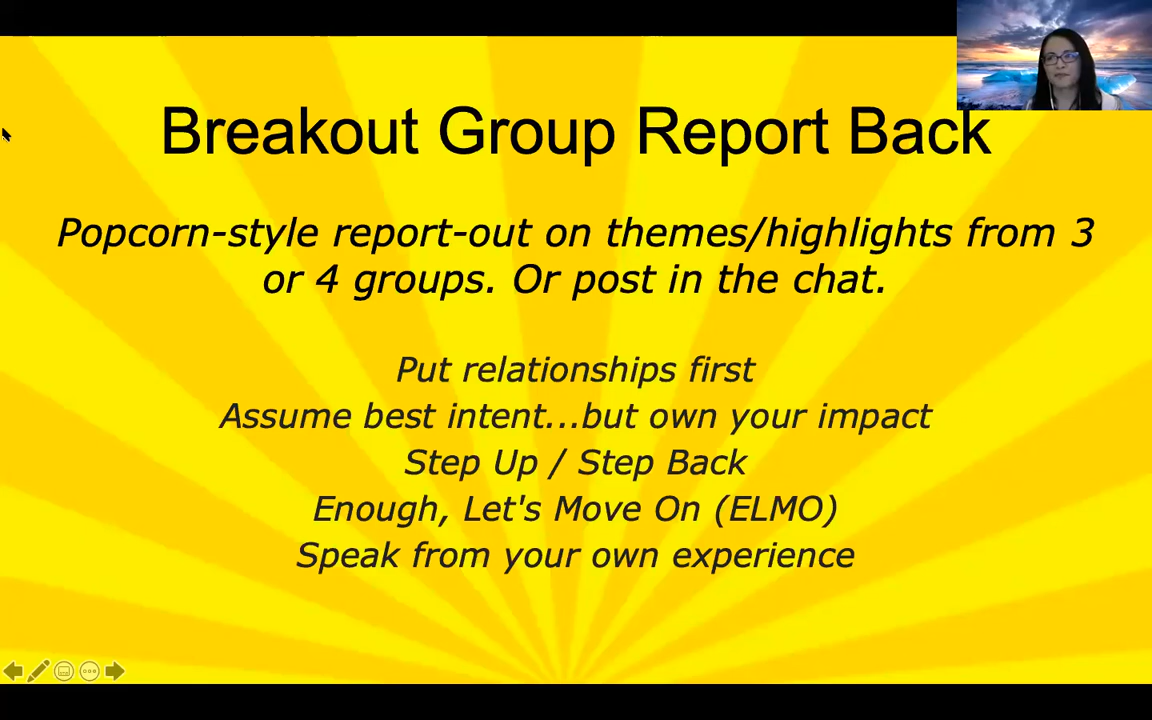 Breakout Group Report Back
Popcorn-style report-out on themes/highlights from 3
or 4 groups. Or post in the chat.
Put relationships first
Assume best intent...but own your impact
Step Up / Step Back
Enough, Let's Move On (ELMO)
Speak from your own experience